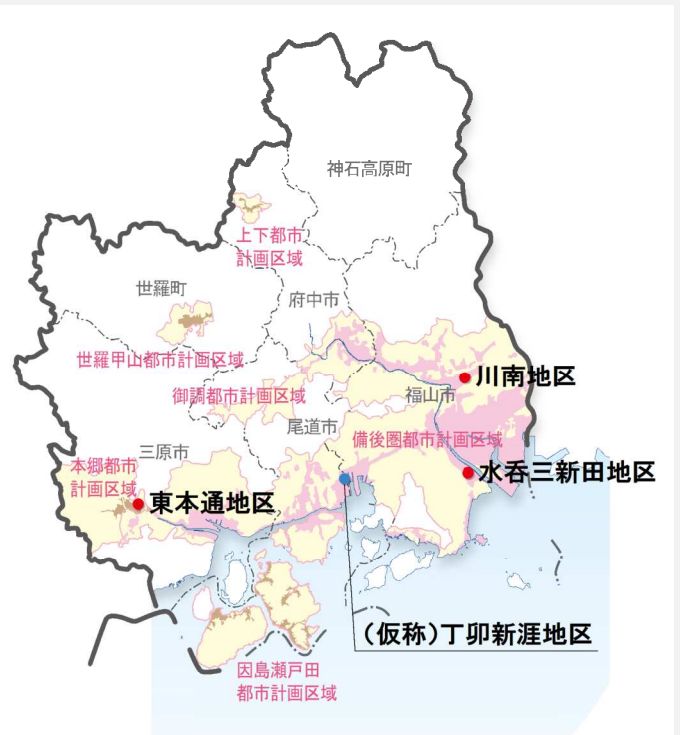 神石高原町
上下都市
計画区域
世羅町
府中市
世羅甲山都市計画区域
川南地区
御調都市計画区域
福山市
尾道市
備後圏都市計画区域
三原市
本郷都市
計画区域
水呑三新田地区
東本通地区
（仮称）丁卯新涯地区
因島瀬戸田
都市計画区域